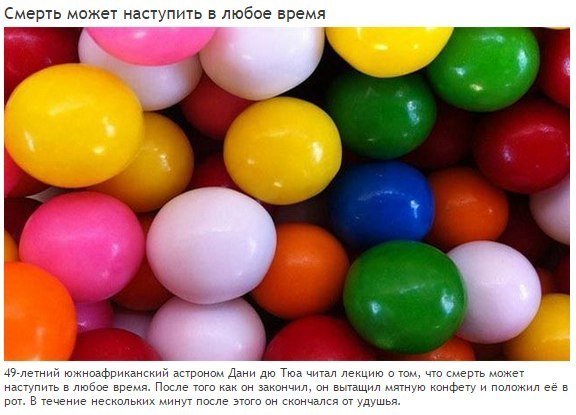 Смерть может наступить в любое время
49-летний южноафриканский астроном Дани дю Тюа читал лекцию о том, что смерть может
наступить в любое время. После того как он закончил, он вытащил мятную конфету и положил её в
рот. В течение нескольких минут после этого он скончался от удушья.